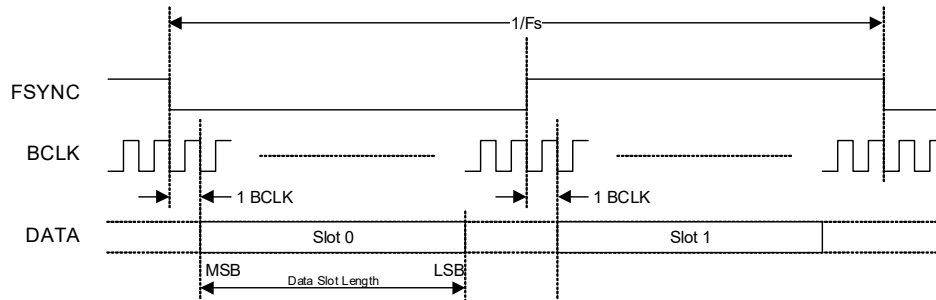 1/Fs
FSYNC
BCLK
1 BCLK
1 BCLK
DATA
Slot 0
Slot 1
MSB
LSB
Data Slot Length